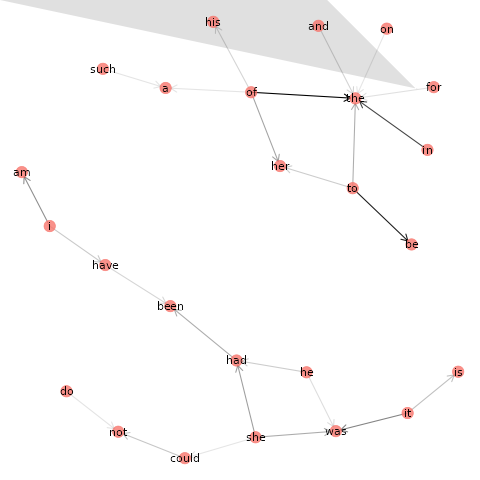 his
and
on
such
a
of
the
for
in
her
am
to
i
be
have
been
had
he
is
do
it
not
she
was
could